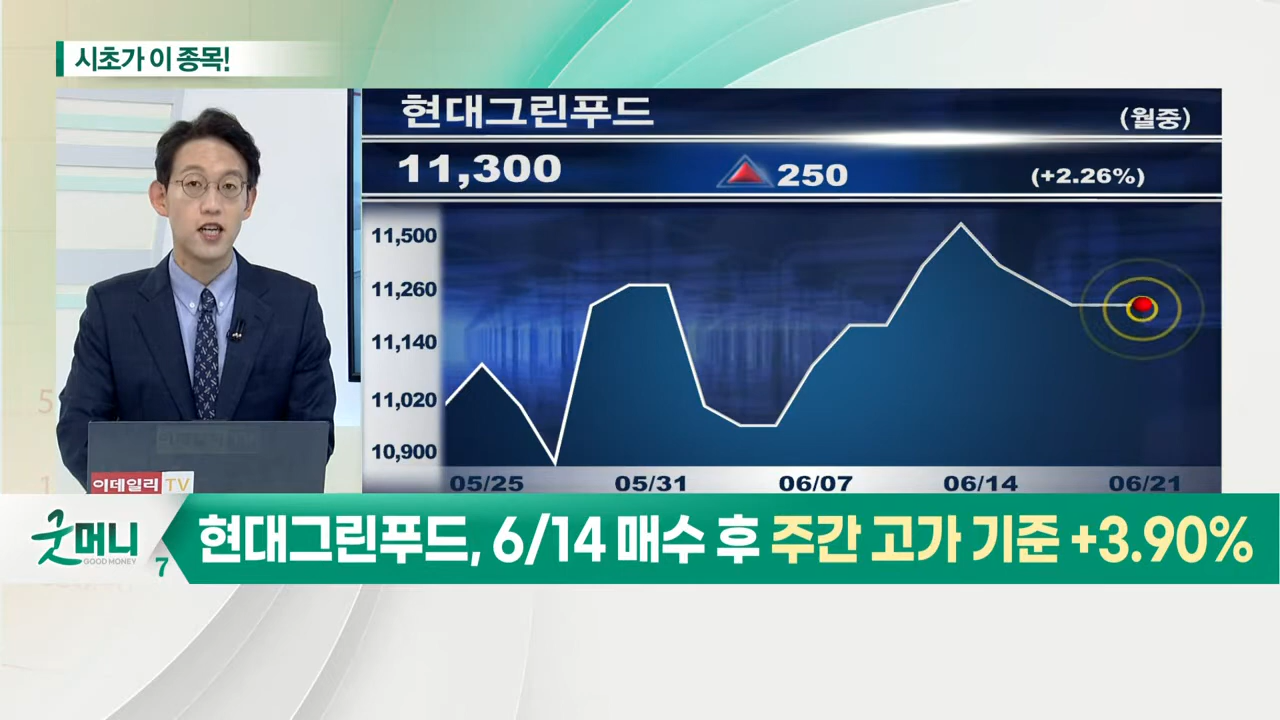 시초가 이 종목!
현대그린푸드
(월중)
11,300
250
(+2.26%)
11,500
11,260
11,140
11,020
10,900
05/25
05/31
06/07
06/14
06/21
5
1
이데일리 TV
굿머니
GOOD MONEY
7
현대그린푸드, 6/14 매수 후 주간 고가 기준 +3.90%